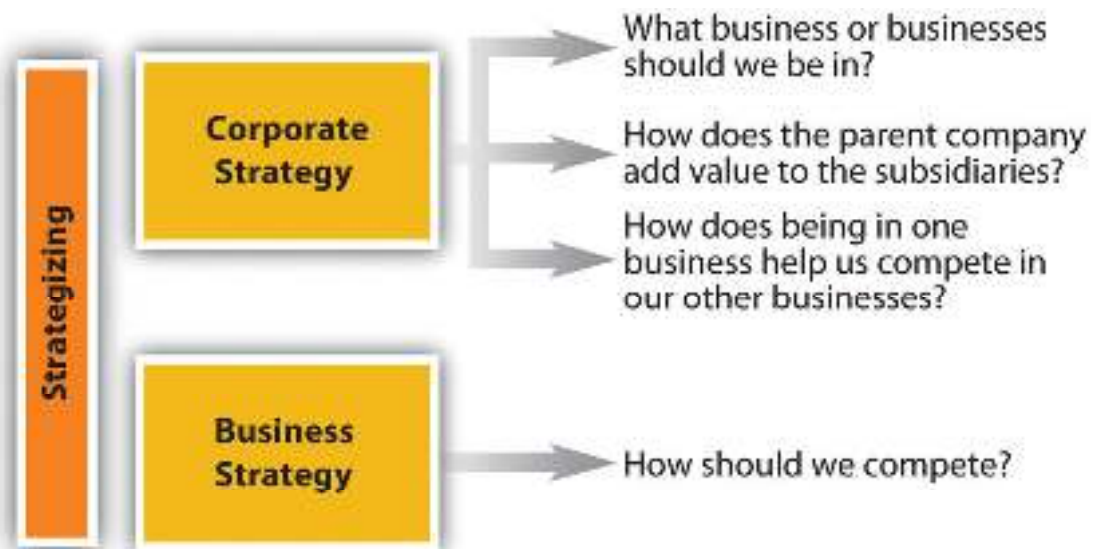 Strategizing
Corporate
Strategy
What business or businesses
should we be in?
How does the parent company
add value to the subsidiaries?
How does being in one
business help us compete in
our other businesses?
Business
Strategy
How should we compete?